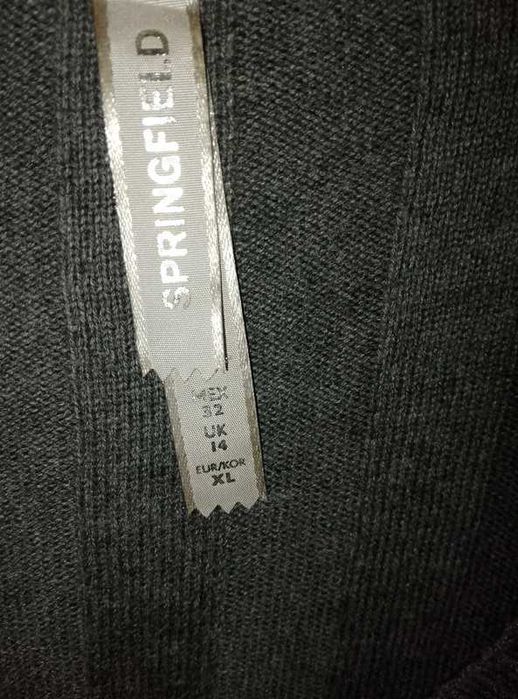 SPRINGFIELD
MEX
32
UK
14
EUR/KOR
XL